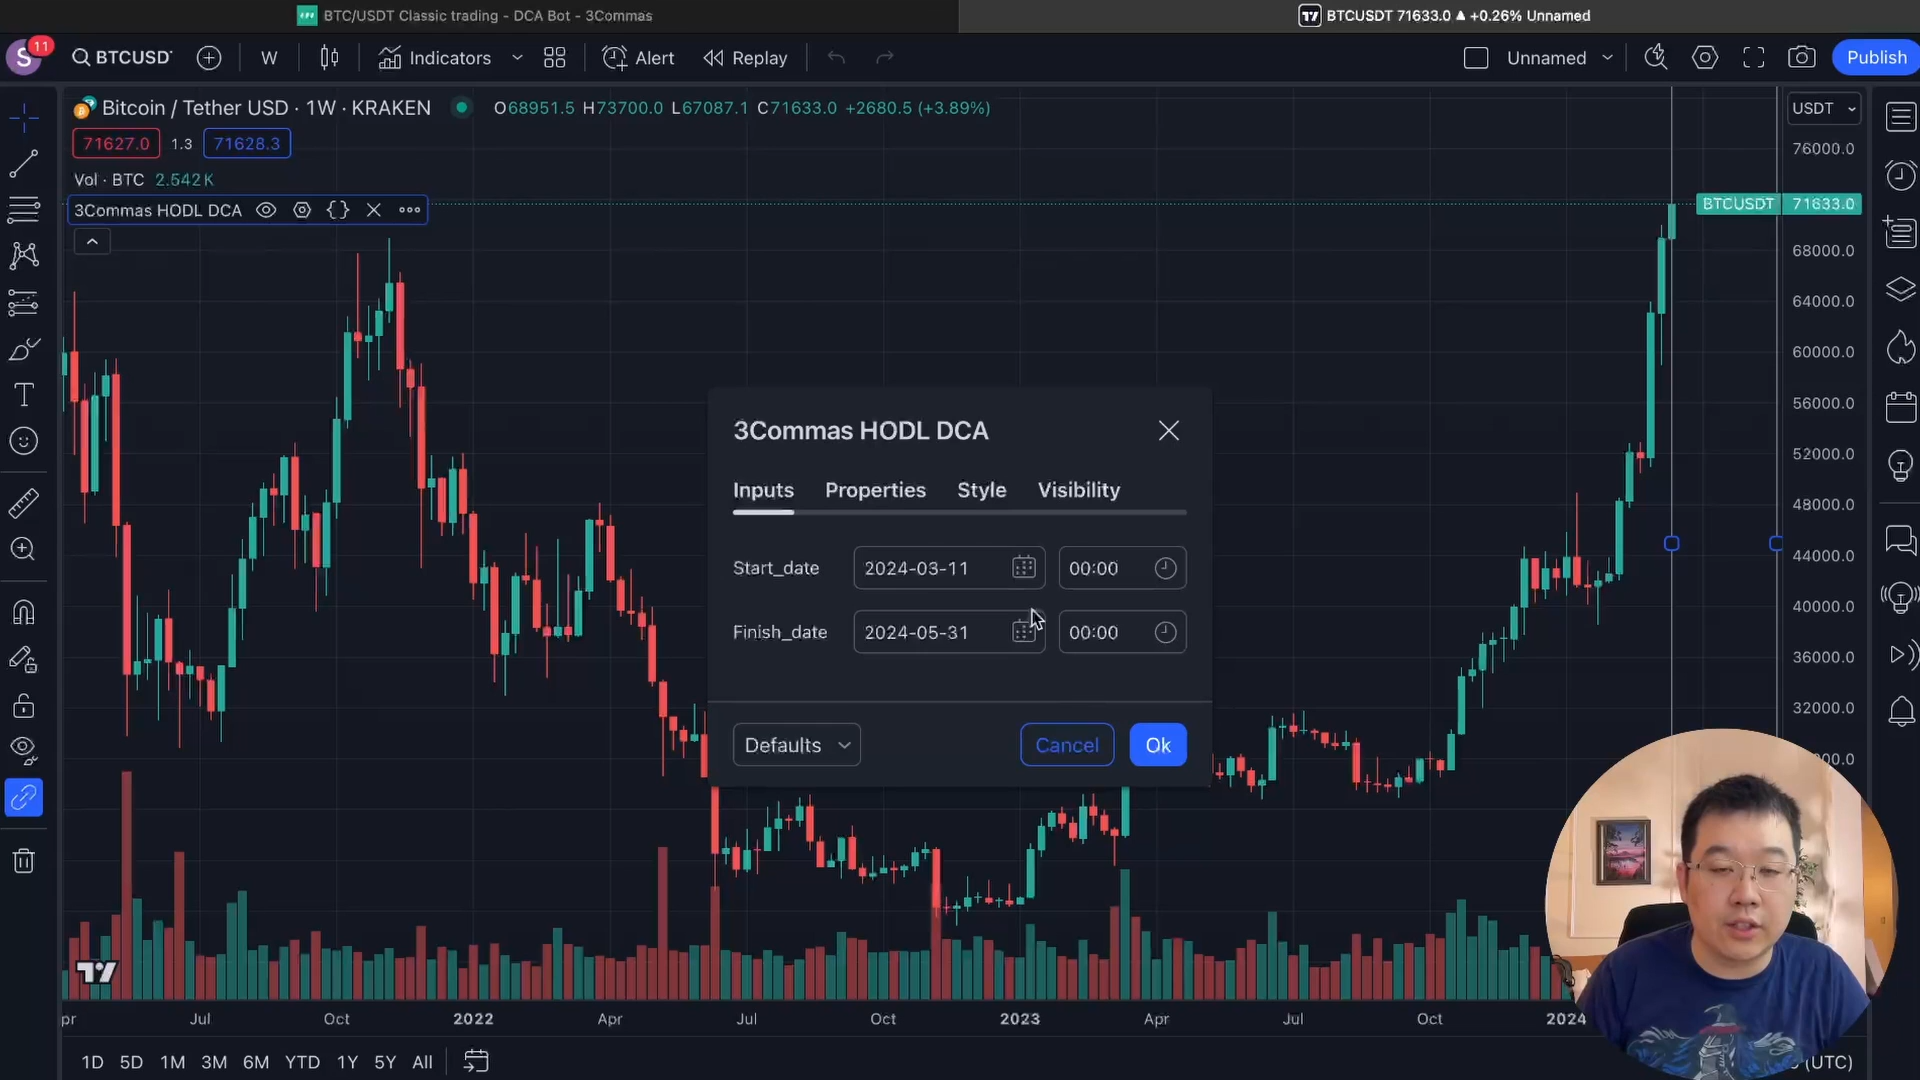 BTC/USDT Classic trading - DCA Bot - 3Commas
BTCUSDT 71633.0 ▲ +0.26% Unnamed
S 11 BTCUSDT W Indicators Alert Replay Unnamed Publish
Bitcoin / Tether USD · 1W · KRAKEN O68951.5 H73700.0 L67087.1 C71633.0 +2680.5 (+3.89%)
USDT
71627.0 1.3 71628.3
76000.0
Vol · BTC 2.542K
3Commas HODL DCA
BTCUSDT 71633.0
68000.0
64000.0
60000.0
56000.0
52000.0
48000.0
44000.0
40000.0
36000.0
32000.0
3Commas HODL DCA
Inputs Properties Style Visibility
Start_date 2024-03-11 00:00
Finish_date 2024-05-31 00:00
Defaults Cancel Ok
pr Jul Oct 2022 Apr Jul Oct 2023 Apr Jul Oct 2024
1D 5D 1M 3M 6M YTD 1Y 5Y All
(UTC)